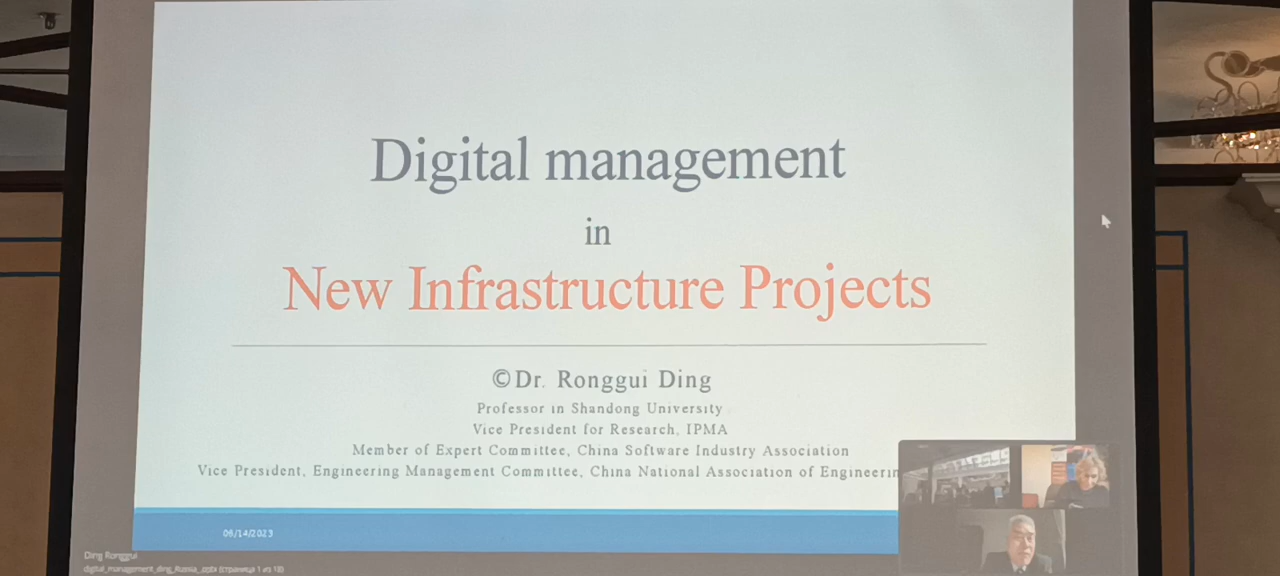 Digital management
in
New Infrastructure Projects
©Dr. Ronggui Ding
Professor in Shandong University
Vice President for Research, IPMA
Member of Expert Committee, China Software Industry Association
Vice President, Engineering Management Committee, China National Association of Engineerin
06/14/2023
Ding Ronggui
digital_management_ding_Russia_.pptx (страница 1 из 18)